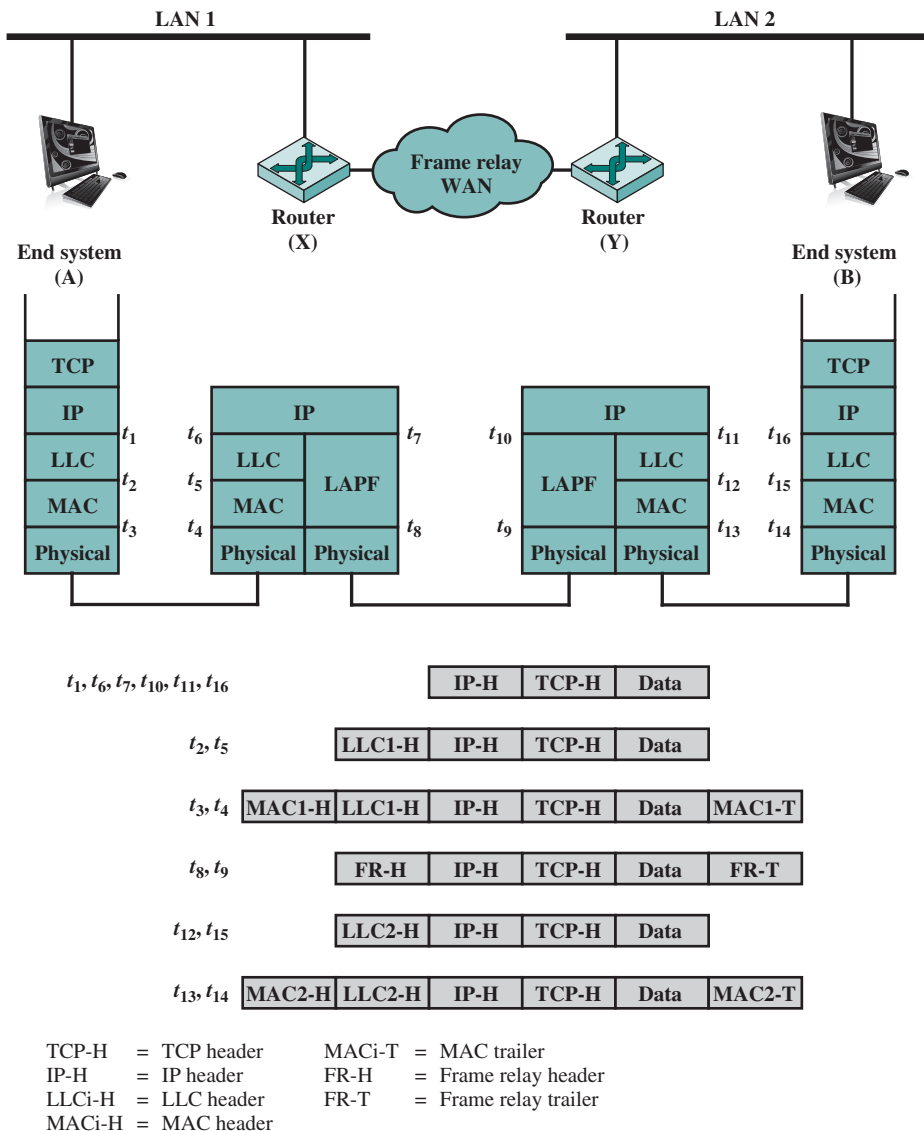 LAN 1 LAN 2
Frame relay
WAN
Router
(X)
Router
(Y)
End system
(A)
End system
(B)
TCP TCP
IP IP IP IP
t1 t6 t7 t10 t11 t16
LLC LLC LAPF LAPF LLC LLC
t2 t5 t12 t15
MAC MAC MAC MAC
t3 t4 t8 t9 t13 t14
Physical Physical Physical Physical Physical Physical
t1, t6, t7, t10, t11, t16 IP-H TCP-H Data
t2, t5 LLC1-H IP-H TCP-H Data
t3, t4 MAC1-H LLC1-H IP-H TCP-H Data MAC1-T
t8, t9 FR-H IP-H TCP-H Data FR-T
t12, t15 LLC2-H IP-H TCP-H Data
t13, t14 MAC2-H LLC2-H IP-H TCP-H Data MAC2-T
TCP-H = TCP header MACi-T = MAC trailer
IP-H = IP header FR-H = Frame relay header
LLCi-H = LLC header FR-T = Frame relay trailer
MACi-H = MAC header